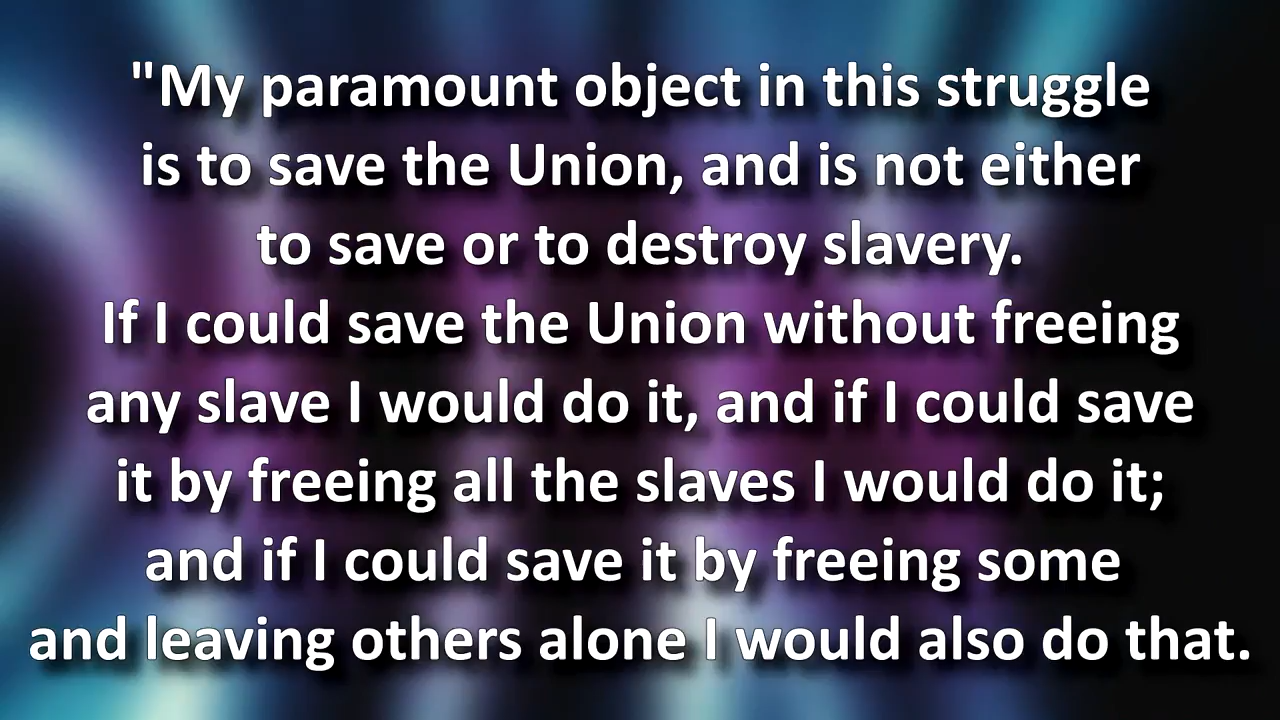 "My paramount object in this struggle
is to save the Union, and is not either
to save or to destroy slavery.
If I could save the Union without freeing
any slave I would do it, and if I could save
it by freeing all the slaves I would do it;
and if I could save it by freeing some
and leaving others alone I would also do that.